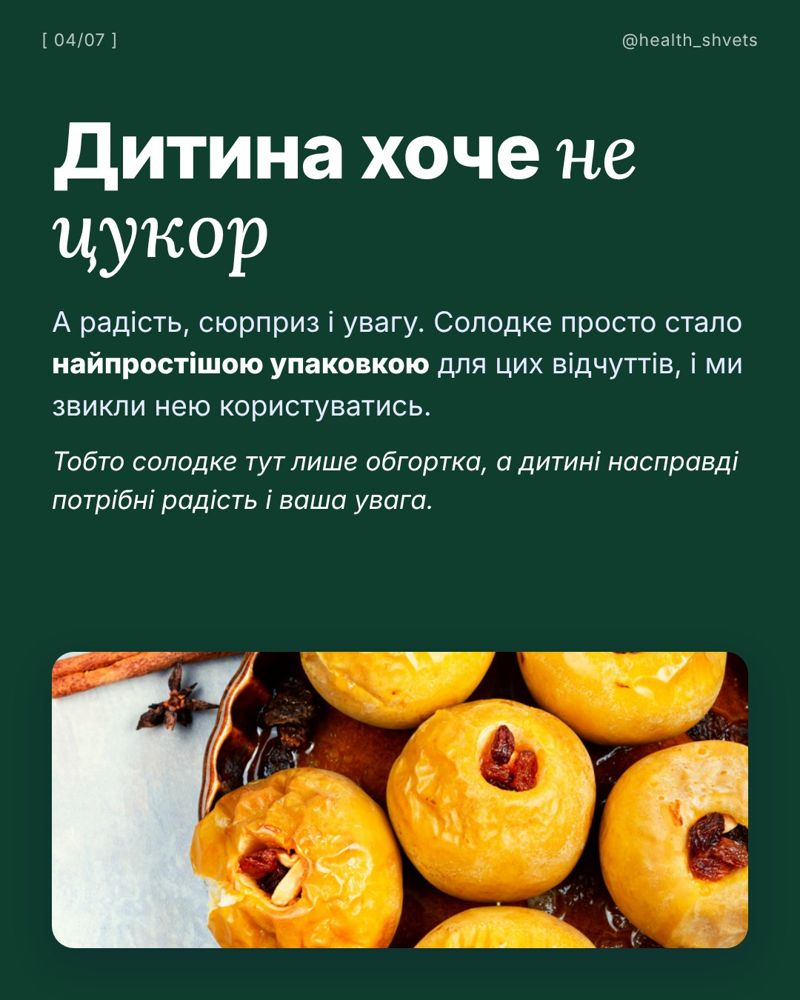 [ 04/07 ]
@health_shvets
Дитина хоче не
цукор
А радість, сюрприз і увагу. Солодке просто стало
найпростішою упаковкою для цих відчуттів, і ми
звикли нею користуватись.
Тобто солодке тут лише обгортка, а дитині насправді
потрібні радість і ваша увага.